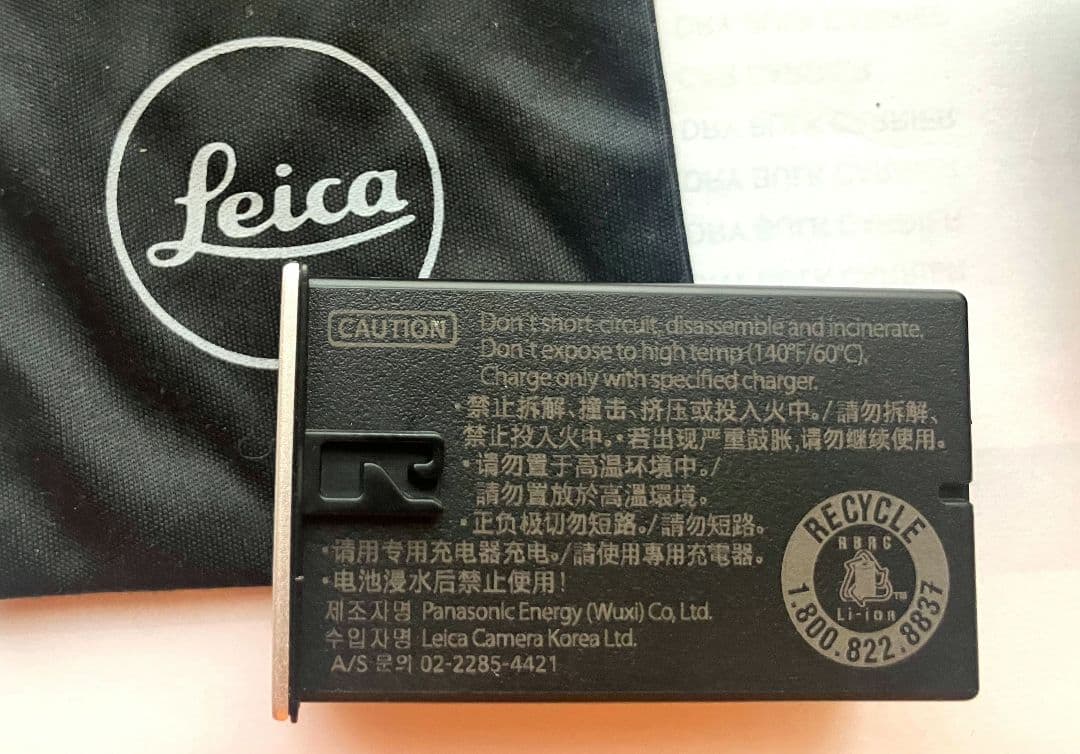 Leica
CAUTION Don't short-circuit, disassemble and incinerate.
Don't expose to high temp (140°F/60°C).
Charge only with specified charger.
·禁止拆解、撞击、挤压或投入火中。/請勿拆解、
禁止投入火中。·若出现严重鼓胀,请勿继续使用。
·请勿置于高温环境中。/
請勿置放於高溫環境。
·正负极切勿短路。/請勿短路。
·请用专用充电器充电。/請使用專用充電器。
·电池浸水后禁止使用!
제조자명 Panasonic Energy (Wuxi) Co., Ltd.
수입자명 Leica Camera Korea Ltd.
A/S 문의 02-2285-4421
RECYCLE
RBRC
Li-ion
TM
1.800.822.8837